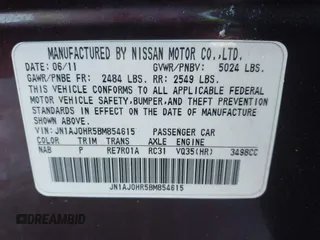 MANUFACTURED BY NISSAN MOTOR CO.,LTD.
DATE: 06/11 GVWR/PNBV: 5024 LBS.
GAWR/PNBE FR: 2484 LBS. RR: 2549 LBS.
THIS VEHICLE CONFORMS TO ALL APPLICABLE
FEDERAL MOTOR VEHICLE SAFETY,BUMPER,AND
THEFT PREVENTION STANDARDS IN EFFECT ON THE DATE
OF MANUFACTURE SHOWN ABOVE.
VIN:JN1AJ0HR5BM854615 PASSENGER CAR
COLOR TRIM TRANS AXLE ENGINE
NAB P RE7R01A RC31 VQ35(HR) 3498CC
JN1AJ0HR5BM854615
DREAMBID